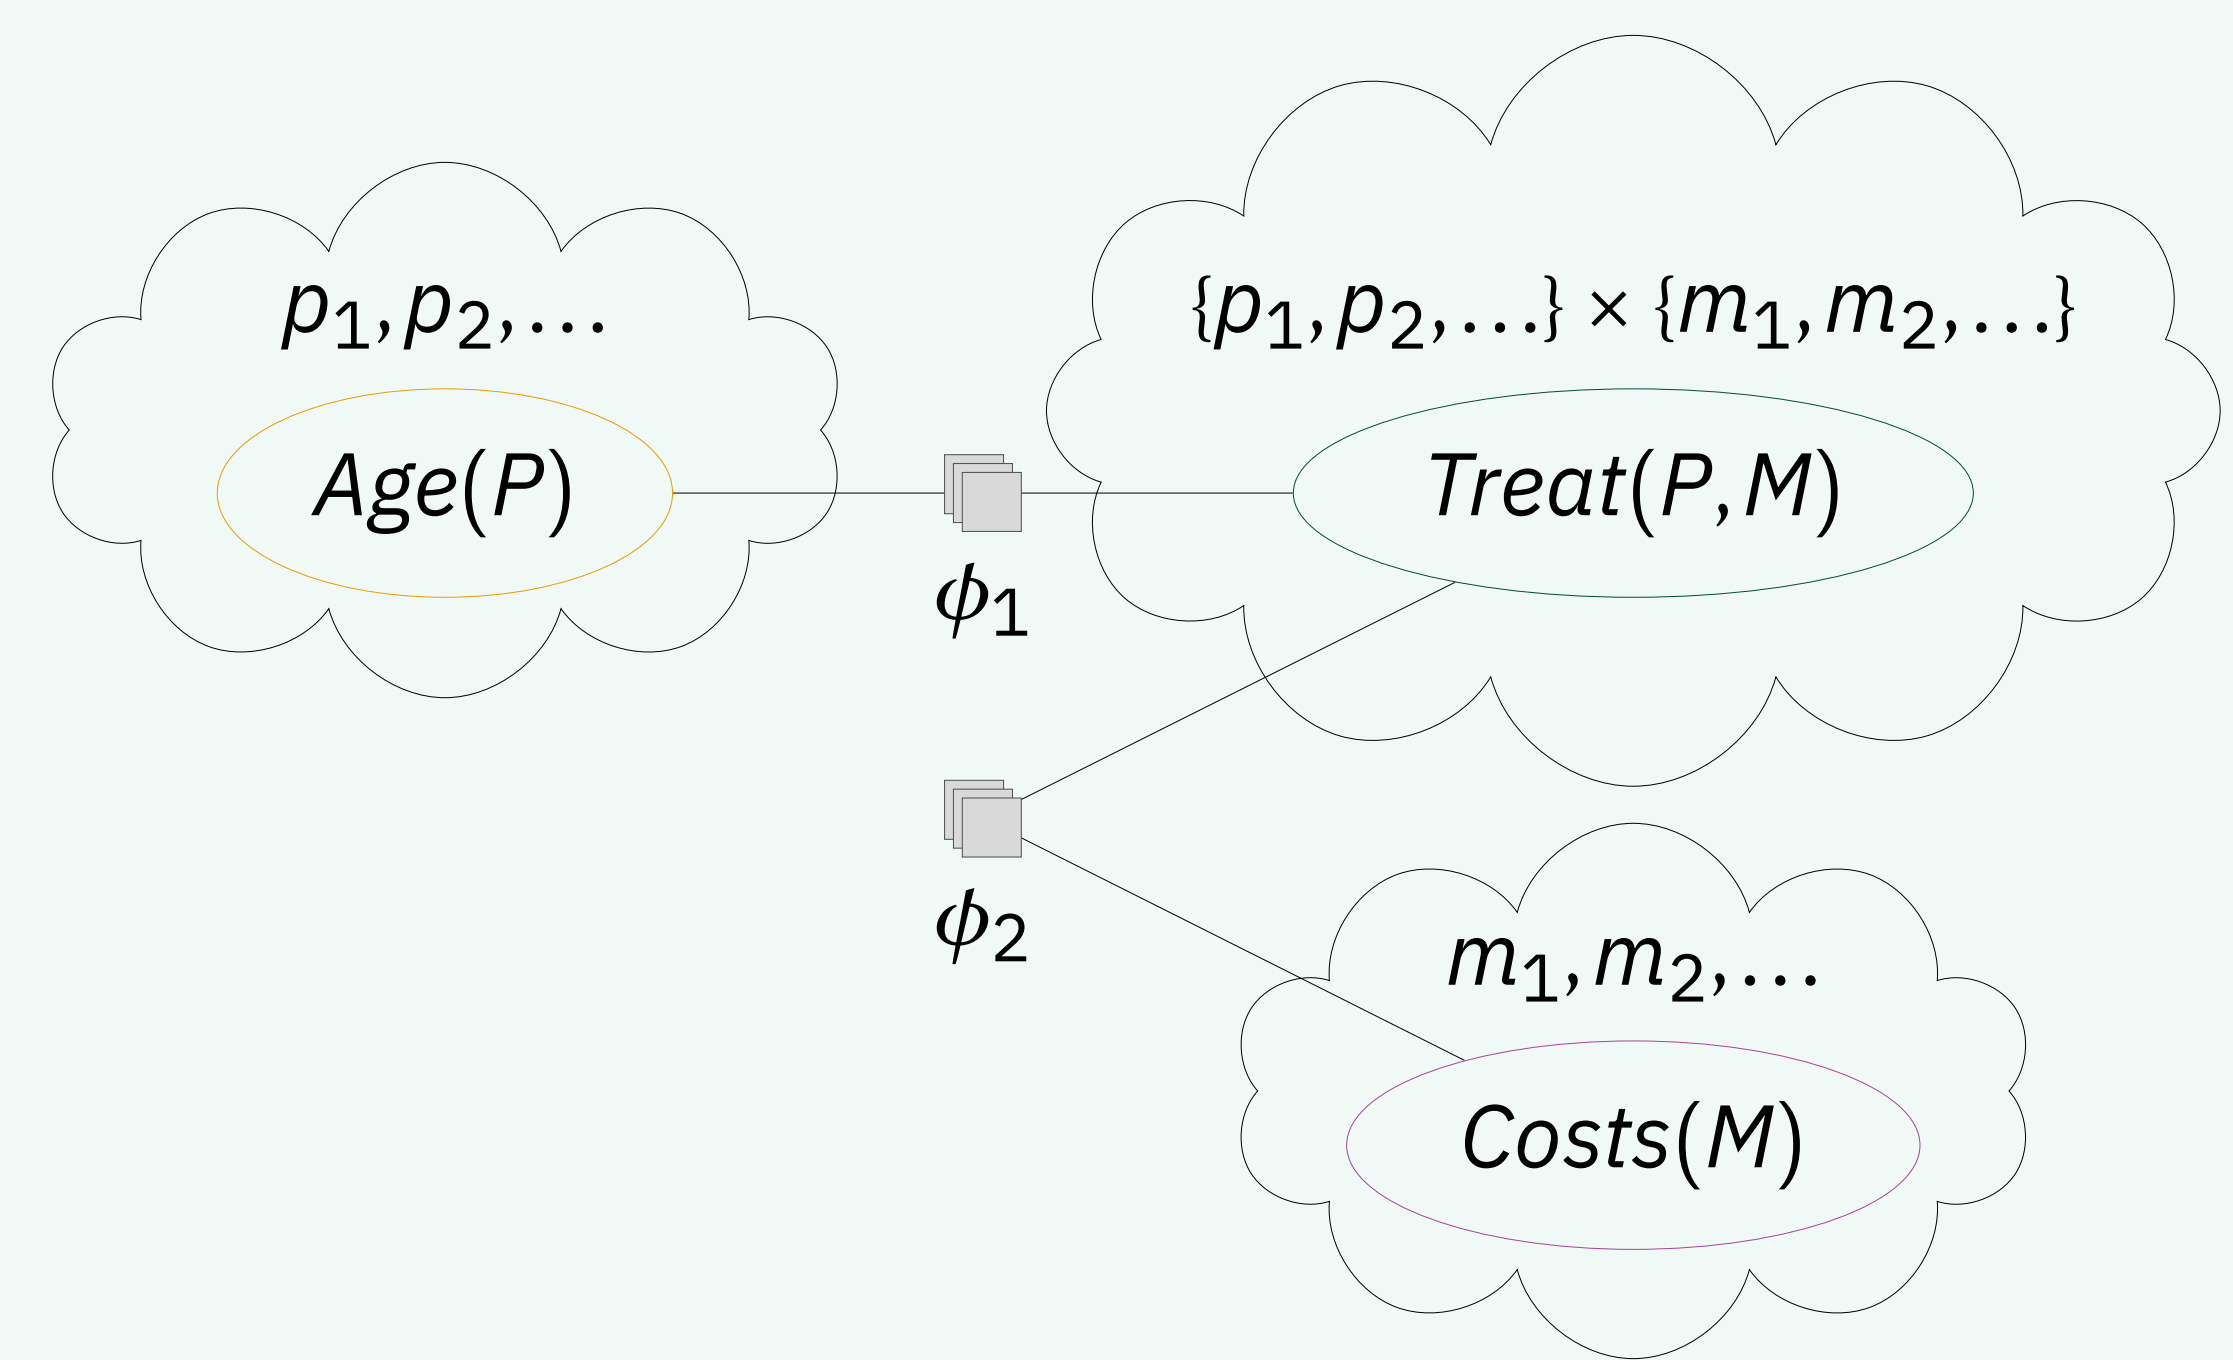 p₁, p₂, …
{p₁, p₂, …} × {m₁, m₂, …}
Age(P)
Treat(P, M)
ϕ₁
ϕ₂
m₁, m₂, …
Costs(M)